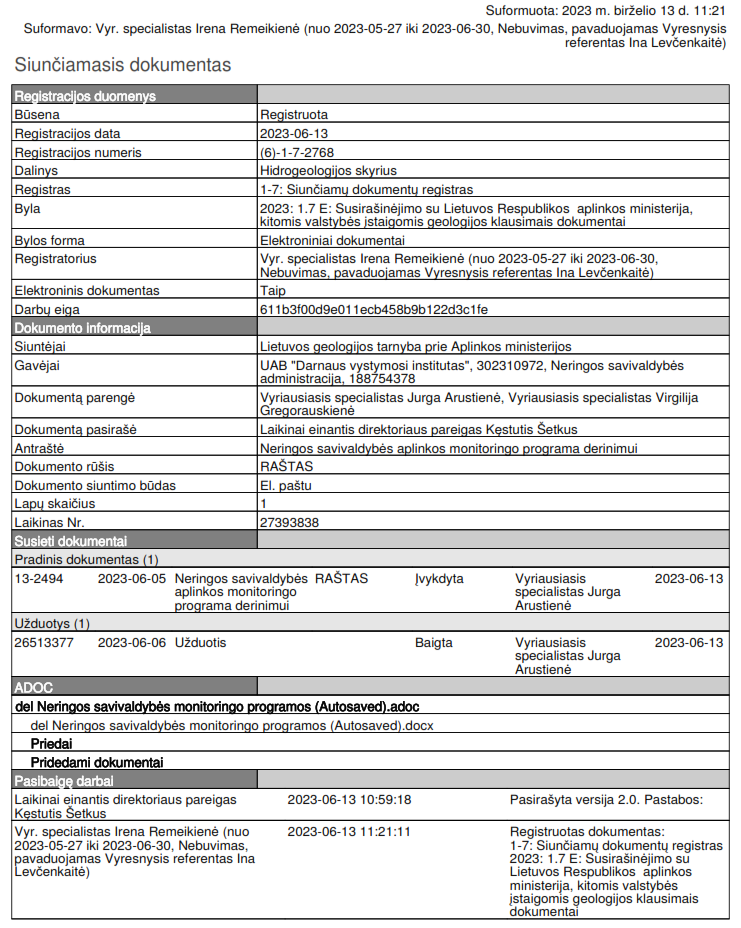 Suformuota: 2023 m. birželio 13 d. 11:21
Suformavo: Vyr. specialistas Irena Remeikienė (nuo 2023-05-27 iki 2023-06-30, Nebuvimas, pavaduojamas Vyresnysis
referentas Ina Levčenkaitė)
Siunčiamasis dokumentas
Registracijos duomenys
Būsena Registruota
Registracijos data 2023-06-13
Registracijos numeris (6)-1-7-2768
Dalinys Hidrogeologijos skyrius
Registras 1-7: Siunčiamų dokumentų registras
Byla 2023: 1.7 E: Susirašinėjimo su Lietuvos Respublikos aplinkos ministerija,
kitomis valstybės įstaigomis geologijos klausimais dokumentai
Bylos forma Elektroniniai dokumentai
Registratorius Vyr. specialistas Irena Remeikienė (nuo 2023-05-27 iki 2023-06-30,
Nebuvimas, pavaduojamas Vyresnysis referentas Ina Levčenkaitė)
Elektroninis dokumentas Taip
Darbų eiga 611b3f00d9e011ecb458b9b122d3c1fe
Dokumento informacija
Siuntėjai Lietuvos geologijos tarnyba prie Aplinkos ministerijos
Gavėjai UAB "Darnaus vystymosi institutas", 302310972, Neringos savivaldybės
administracija, 188754378
Dokumentą parengė Vyriausiasis specialistas Jurga Arustienė, Vyriausiasis specialistas Virgilija
Gregorauskienė
Dokumentą pasirašė Laikinai einantis direktoriaus pareigas Kęstutis Šetkus
Antraštė Neringos savivaldybės aplinkos monitoringo programa derinimui
Dokumento rūšis RAŠTAS
Dokumento siuntimo būdas El. paštu
Lapų skaičius 1
Laikinas Nr. 27393838
Susieti dokumentai
Pradinis dokumentas (1)
13-2494 2023-06-05 Neringos savivaldybės RAŠTAS Įvykdyta Vyriausiasis 2023-06-13
aplinkos monitoringo specialistas Jurga
programa derinimui Arustienė
Užduotys (1)
26513377 2023-06-06 Užduotis Baigta Vyriausiasis 2023-06-13
specialistas Jurga
Arustienė
ADOC
del Neringos savivaldybės monitoringo programos (Autosaved).adoc
del Neringos savivaldybės monitoringo programos (Autosaved).docx
Priedai
Pridedami dokumentai
Pasibaigę darbai
Laikinai einantis direktoriaus pareigas 2023-06-13 10:59:18 Pasirašyta versija 2.0. Pastabos:
Kęstutis Šetkus
Vyr. specialistas Irena Remeikienė (nuo 2023-06-13 11:21:11 Registruotas dokumentas:
2023-05-27 iki 2023-06-30, Nebuvimas, 1-7: Siunčiamų dokumentų registras
pavaduojamas Vyresnysis referentas Ina 2023: 1.7 E: Susirašinėjimo su
Levčenkaitė) Lietuvos Respublikos aplinkos
ministerija, kitomis valstybės
įstaigomis geologijos klausimais
dokumentai